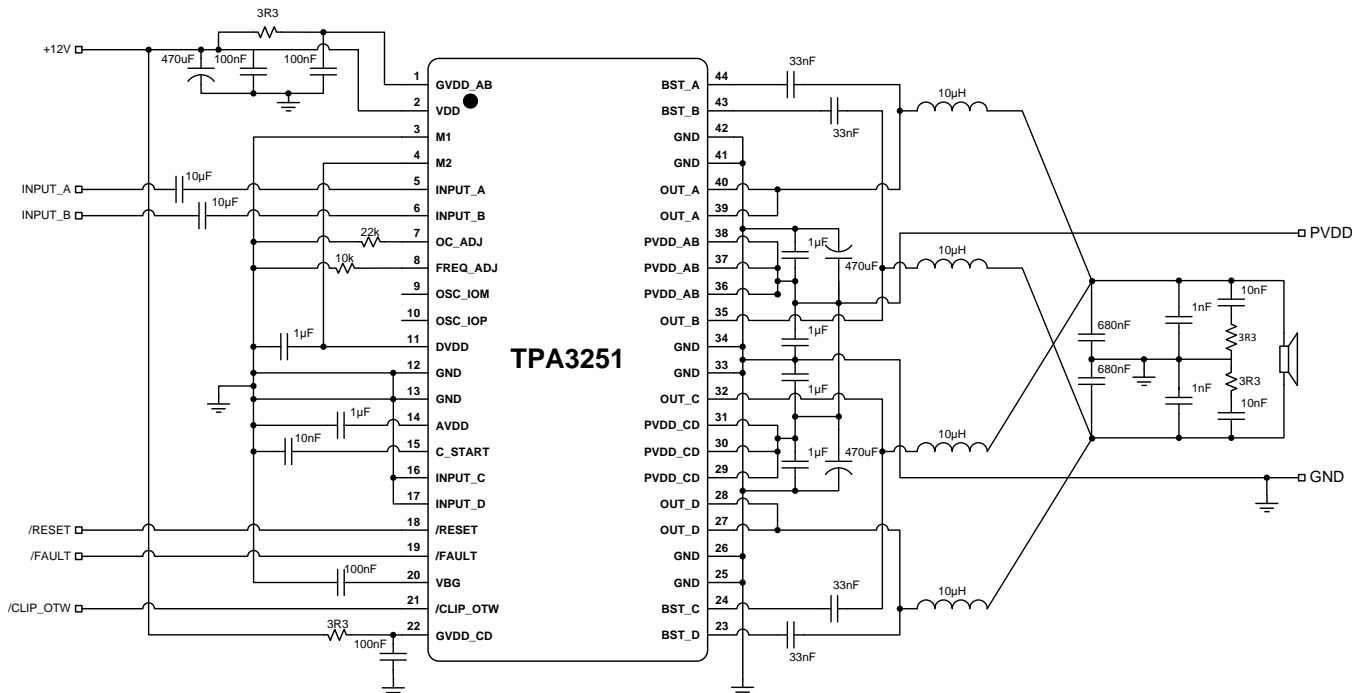 3R3
+12V
470uF
100nF
100nF
33nF
1
GVDD_AB
BST_A
44
10µH
2
VDD
BST_B
43
33nF
3
M1
GND
42
4
M2
GND
41
INPUT_A
10µF
5
INPUT_A
OUT_A
40
INPUT_B
10µF
6
INPUT_B
OUT_A
39
22k
7
OC_ADJ
PVDD_AB
38
1µF
470uF
PVDD
10k
8
FREQ_ADJ
PVDD_AB
37
10µH
9
OSC_IOM
PVDD_AB
36
10
OSC_IOP
OUT_B
35
1µF
11
DVDD
GND
34
1µF
TPA3251
12
GND
GND
33
1µF
13
GND
OUT_C
32
680nF
1nF
10nF
3R3
680nF
1nF
3R3
10nF
1µF
14
AVDD
PVDD_CD
31
10nF
15
C_START
PVDD_CD
30
1µF
470uF
10µH
16
INPUT_C
PVDD_CD
29
GND
17
INPUT_D
OUT_D
28
/RESET
18
/RESET
OUT_D
27
/FAULT
19
/FAULT
GND
26
100nF
20
VBG
GND
25
33nF
10µH
/CLIP_OTW
21
/CLIP_OTW
BST_C
24
3R3
100nF
22
GVDD_CD
BST_D
23
33nF